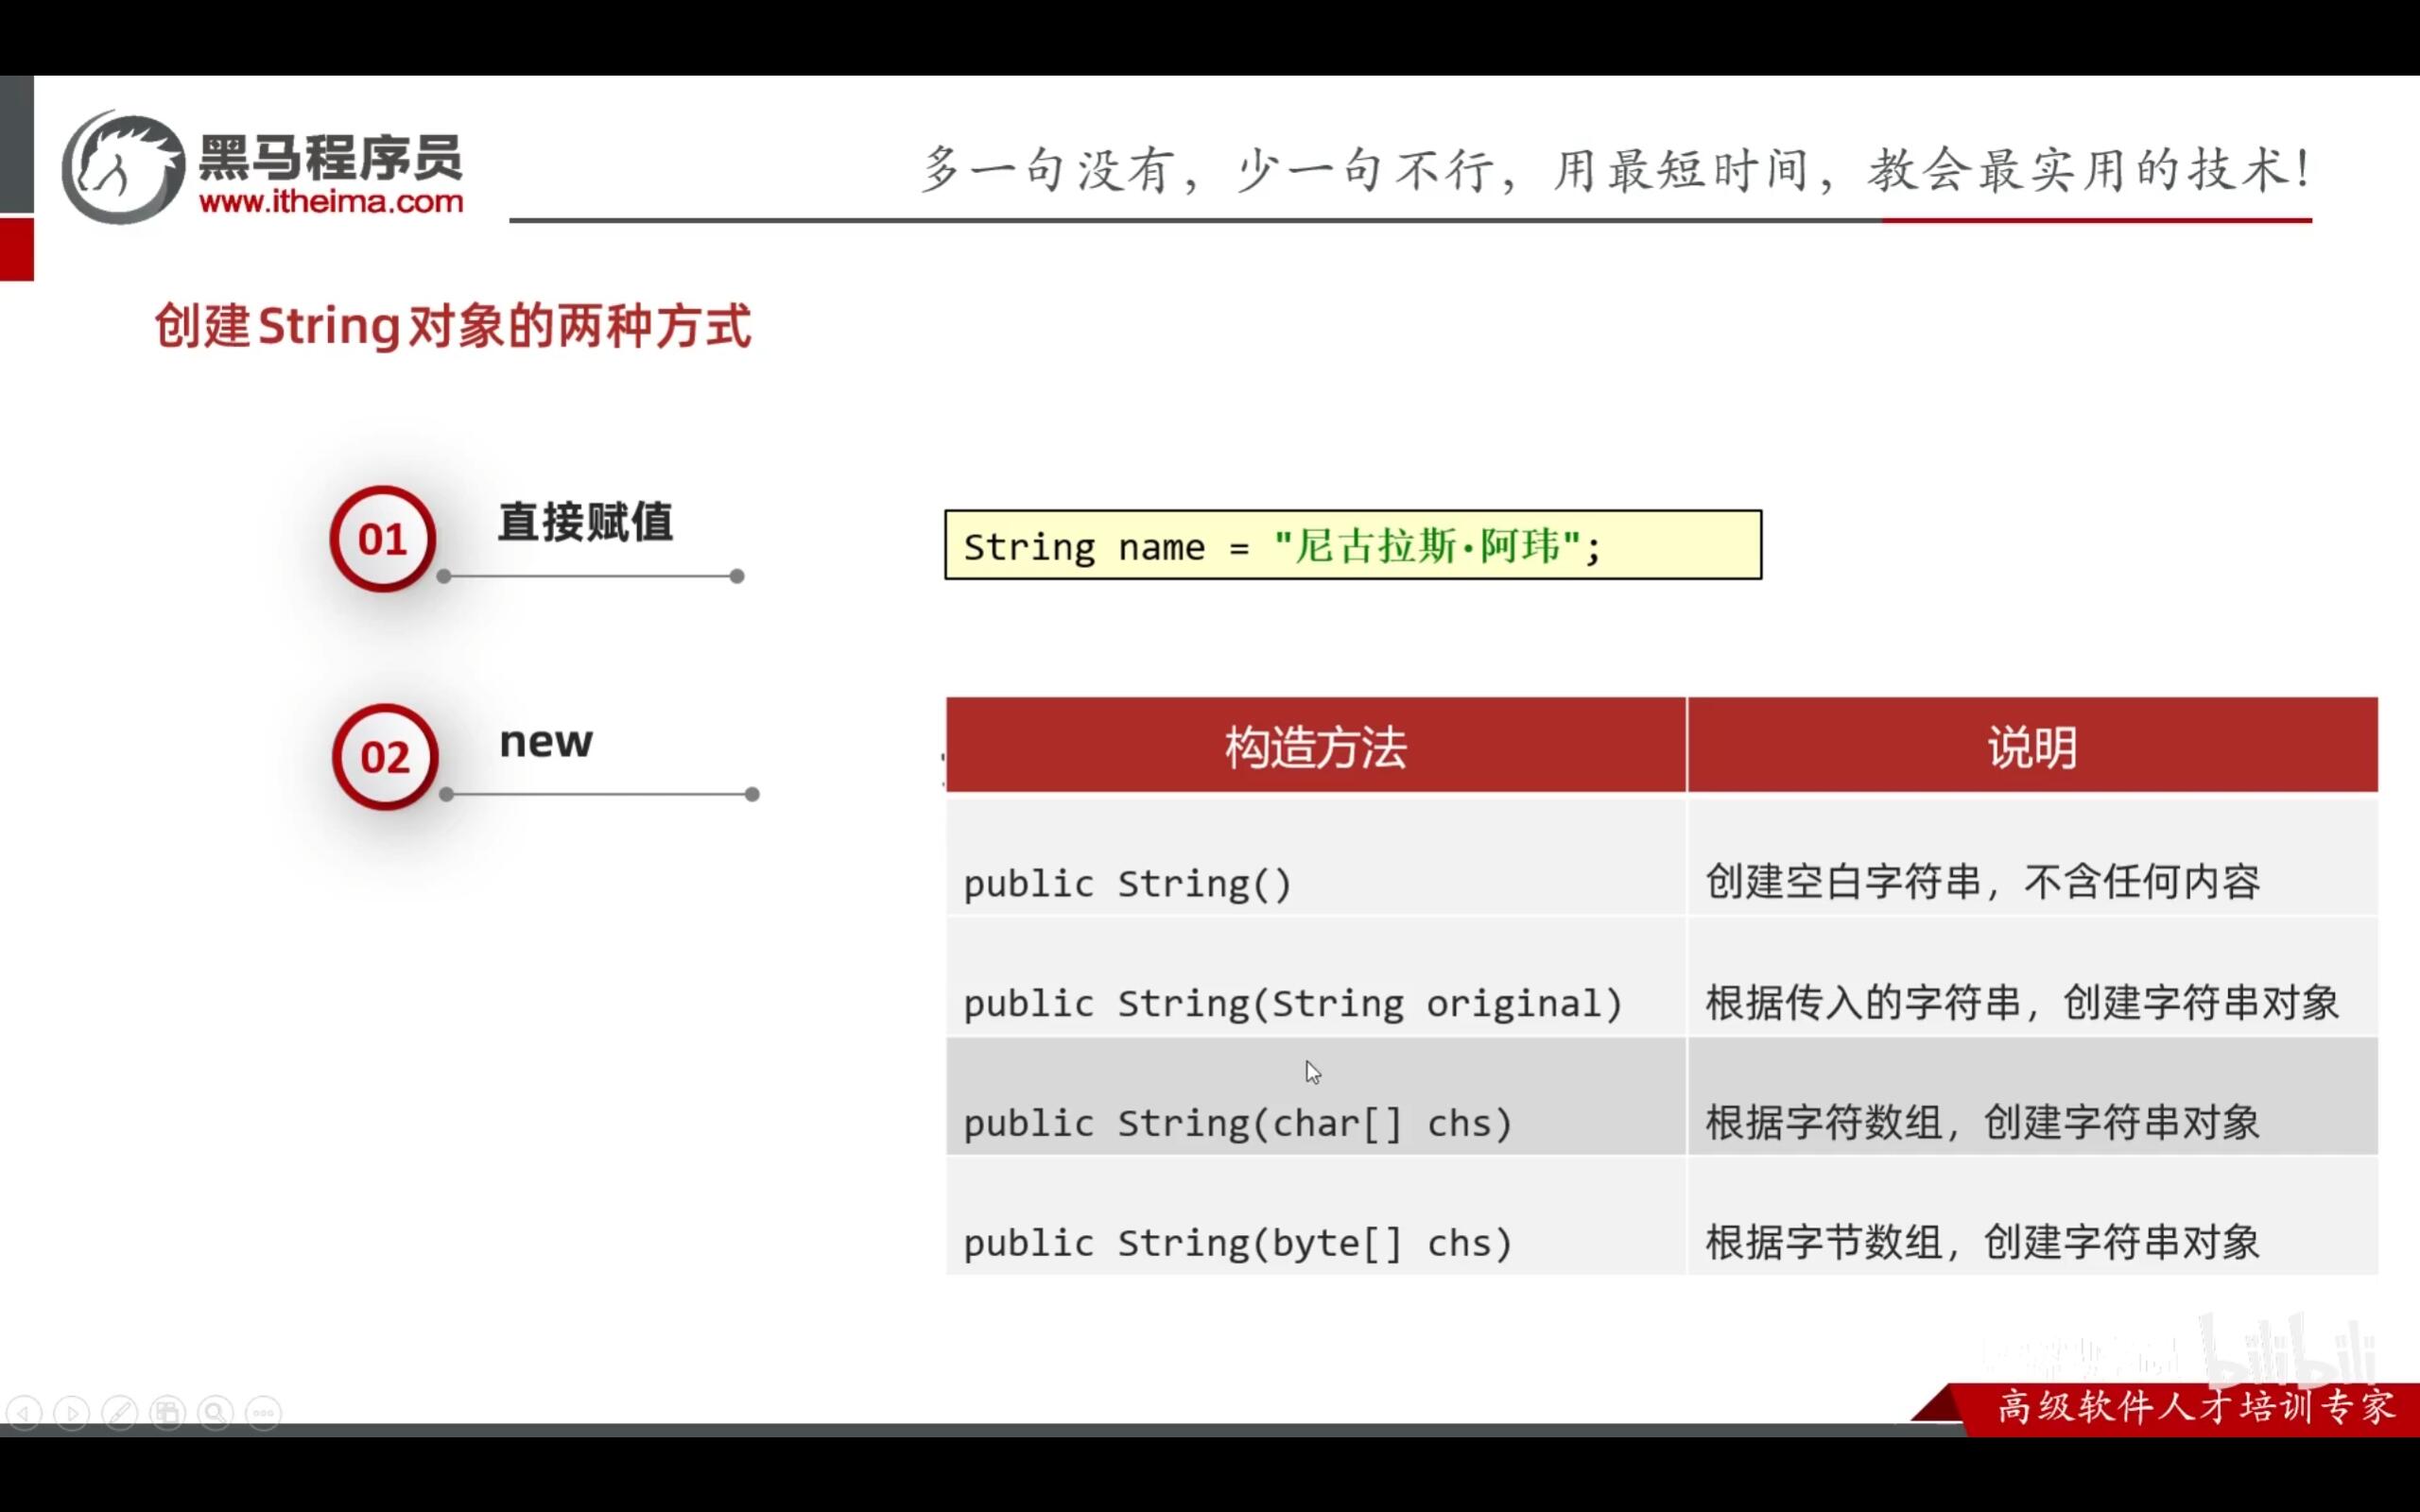 黑马程序员
www.itheima.com
多一句没有，少一句不行，用最短时间，教会最实用的技术！
创建String对象的两种方式
01
直接赋值
String name = "尼古拉斯·阿玮";
02
new
构造方法
说明
public String()
创建空白字符串，不含任何内容
public String(String original)
根据传入的字符串，创建字符串对象
public String(char[] chs)
根据字符数组，创建字符串对象
public String(byte[] chs)
根据字节数组，创建字符串对象
bilibili
高级软件人才培训专家